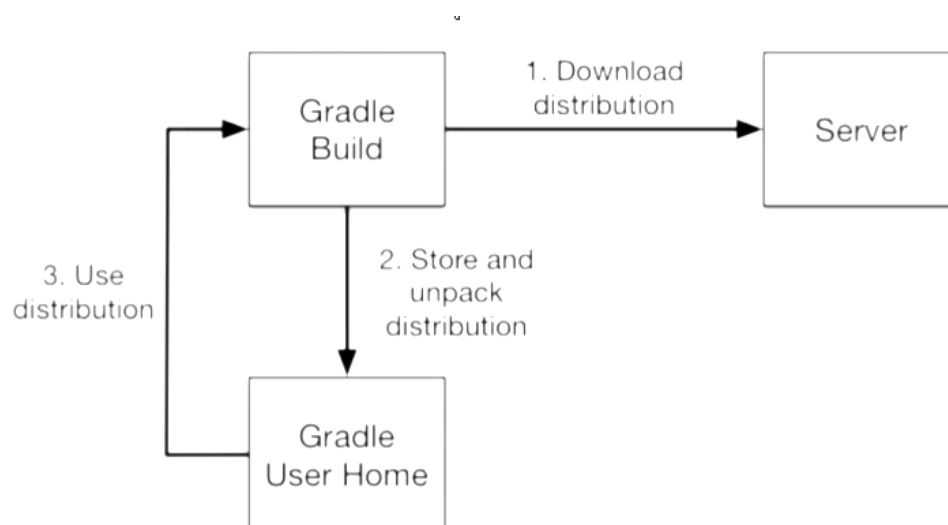 1. Download
distribution
Gradle
Build
Server
2. Store and
unpack
distribution
3. Use
distribution
Gradle
User Home